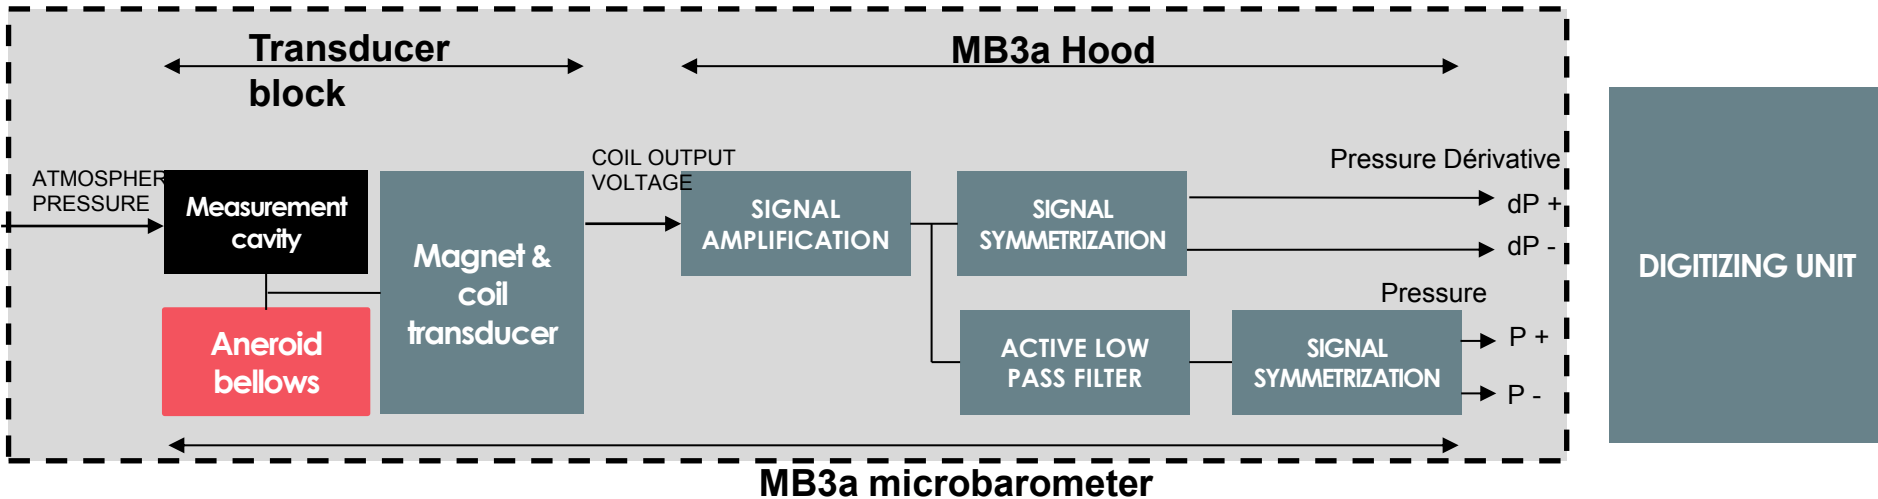 Transducer
block
MB3a Hood
ATMOSPHER
PRESSURE
Measurement
cavity
Aneroid
bellows
Magnet &
coil
transducer
COIL OUTPUT
VOLTAGE
SIGNAL
AMPLIFICATION
SIGNAL
SYMMETRIZATION
Pressure Dérivative
dP +
dP -
ACTIVE LOW
PASS FILTER
SIGNAL
SYMMETRIZATION
Pressure
P +
P -
DIGITIZING UNIT
MB3a microbarometer